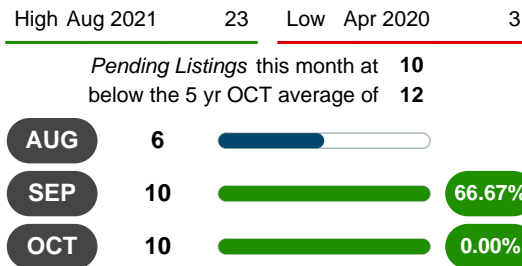 High Aug 2021 23 Low Apr 2020 3
Pending Listings this month at 10
below the 5 yr OCT average of 12
AUG 6
SEP 10 66.67%
OCT 10 0.00%